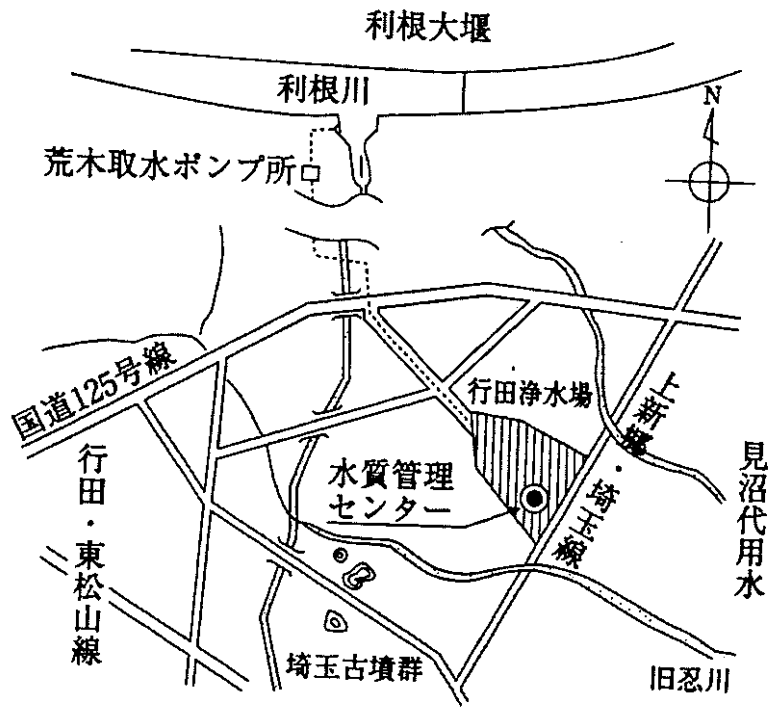 利根大堰
利根川
N
荒木取水ポンプ所
国道125号線
行田浄水場
上新郷・埼玉線
水質管理
センター
見沼代用水
行田・東松山線
埼玉古墳群
旧忍川